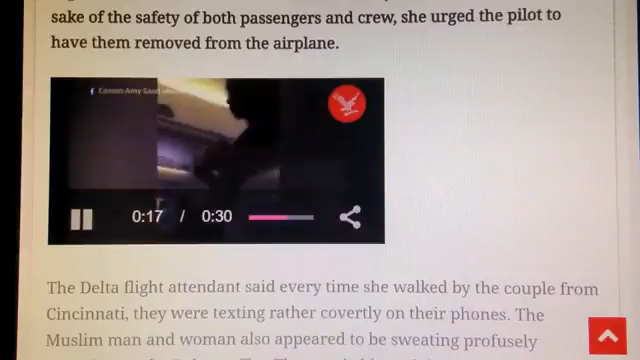 sake of the safety of both passengers and crew, she urged the pilot to
have them removed from the airplane.
0:17 / 0:30
The Delta flight attendant said every time she walked by the couple from
Cincinnati, they were texting rather covertly on their phones. The
Muslim man and woman also appeared to be sweating profusely